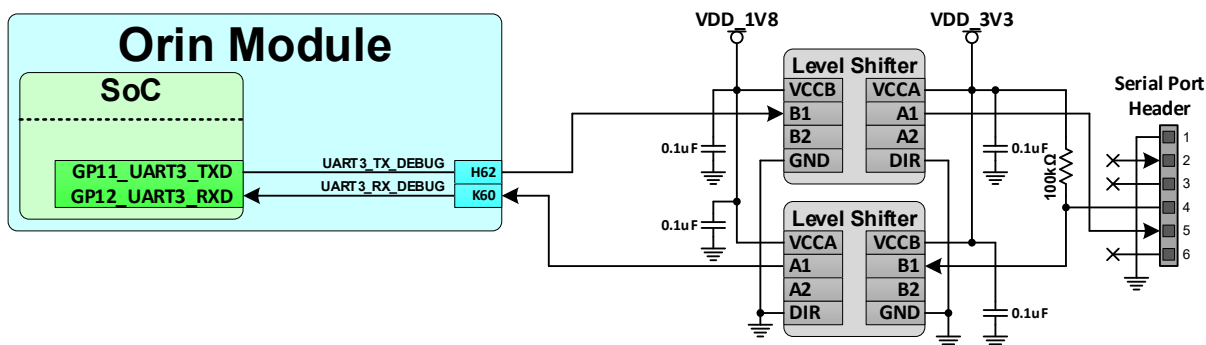 Orin Module
SoC
GP11_UART3_TXD
GP12_UART3_RXD
UART3_TX_DEBUG
UART3_RX_DEBUG
H62
K60
VDD_1V8
VDD_3V3
0.1uF
0.1uF
Level Shifter
VCCB VCCA
B1 A1
B2 A2
GND DIR
Level Shifter
VCCA VCCB
A1 B1
A2 B2
DIR GND
0.1uF
0.1uF
100kΩ
Serial Port
Header
1
2
3
4
5
6